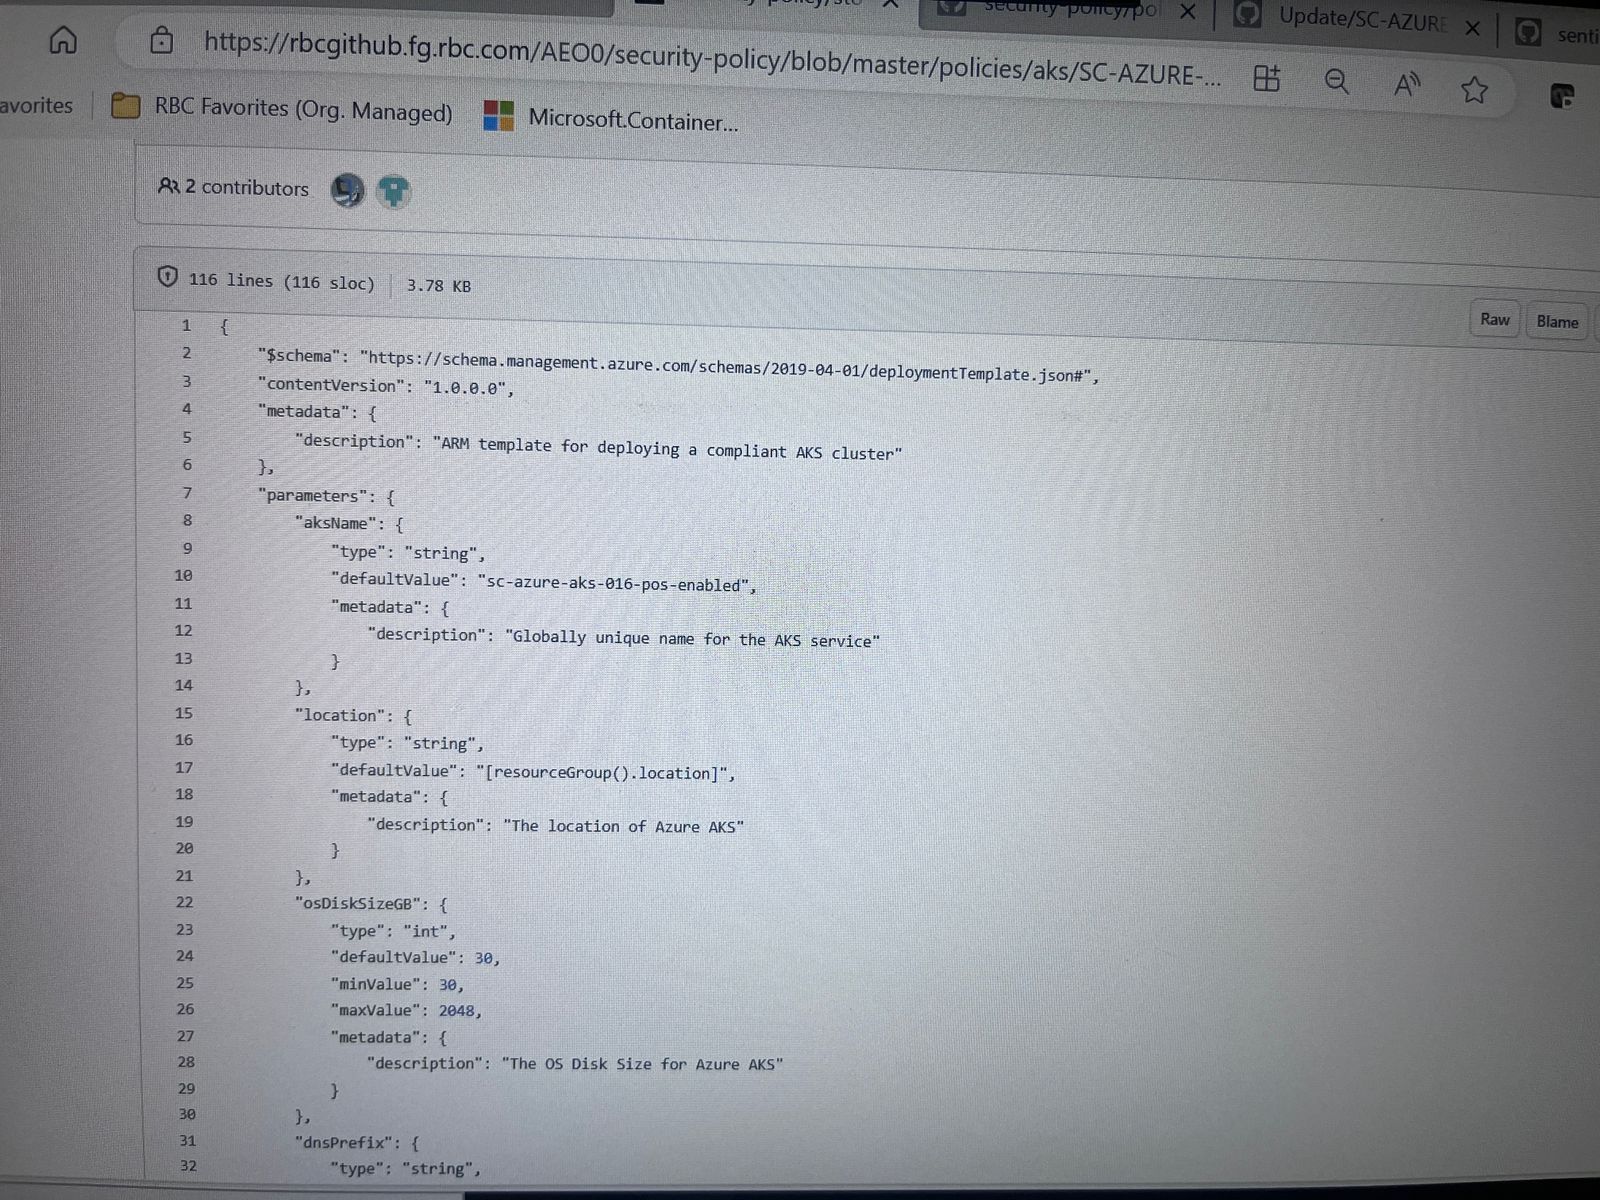 Update/SC-AZURE
https://rbcgithub.fg.rbc.com/AEO0/security-policy/blob/master/policies/aks/SC-AZURE-...
avorites
RBC Favorites (Org. Managed)
Microsoft.Container...
2 contributors
116 lines (116 sloc)
3.78 KB
Raw
Blame
1 {
2 "$schema": "https://schema.management.azure.com/schemas/2019-04-01/deploymentTemplate.json#",
3 "contentVersion": "1.0.0.0",
4 "metadata": {
5 "description": "ARM template for deploying a compliant AKS cluster"
6 },
7 "parameters": {
8 "aksName": {
9 "type": "string",
10 "defaultValue": "sc-azure-aks-016-pos-enabled",
11 "metadata": {
12 "description": "Globally unique name for the AKS service"
13 }
14 },
15 "location": {
16 "type": "string",
17 "defaultValue": "[resourceGroup().location]",
18 "metadata": {
19 "description": "The location of Azure AKS"
20 }
21 },
22 "osDiskSizeGB": {
23 "type": "int",
24 "defaultValue": 30,
25 "minValue": 30,
26 "maxValue": 2048,
27 "metadata": {
28 "description": "The OS Disk Size for Azure AKS"
29 }
30 },
31 "dnsPrefix": {
32 "type": "string",